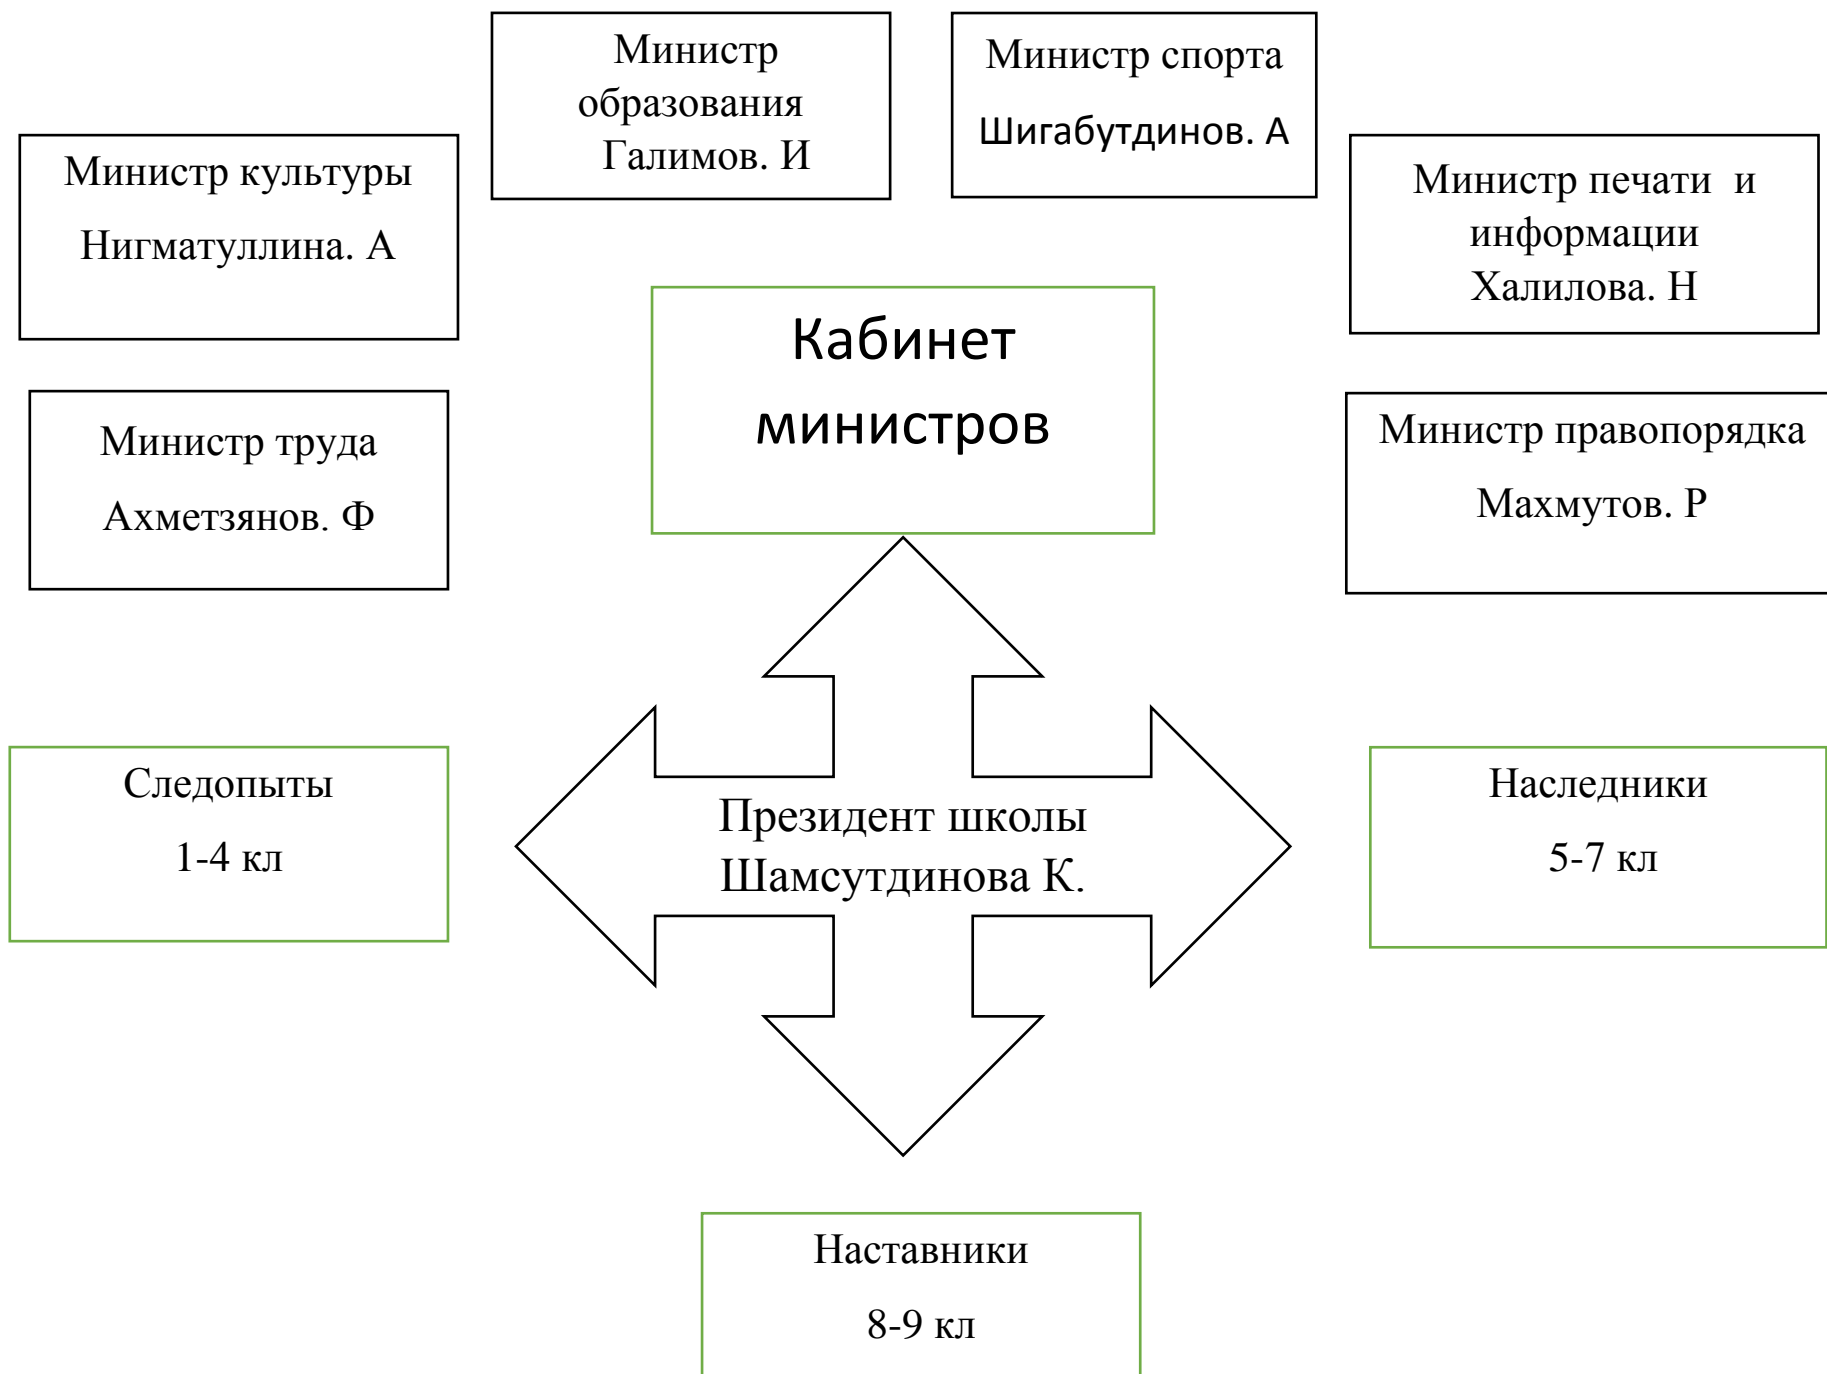 Министр
образования
Галимов. И
Министр спорта
Шигабутдинов. А
Министр культуры
Нигматуллина. А
Министр печати  и
информации
Халилова. Н
Кабинет
министров
Министр труда
Ахметзянов. Ф
Министр правопорядка
Махмутов. Р
Следопыты
1-4 кл
Президент школы
Шамсутдинова К.
Наследники
5-7 кл
Наставники
8-9 кл